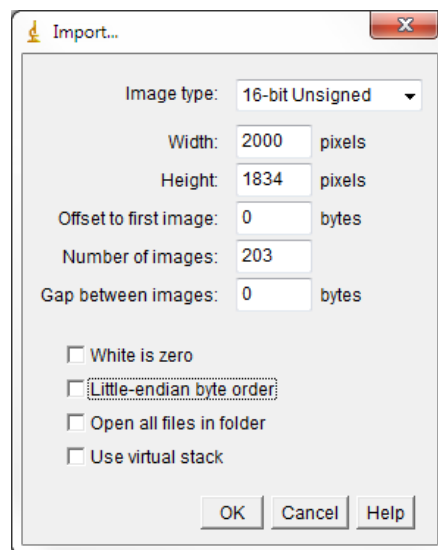 Import...
Image type: 16-bit Unsigned
Width: 2000 pixels
Height: 1834 pixels
Offset to first image: 0 bytes
Number of images: 203
Gap between images: 0 bytes
White is zero
Little-endian byte order
Open all files in folder
Use virtual stack
OK Cancel Help